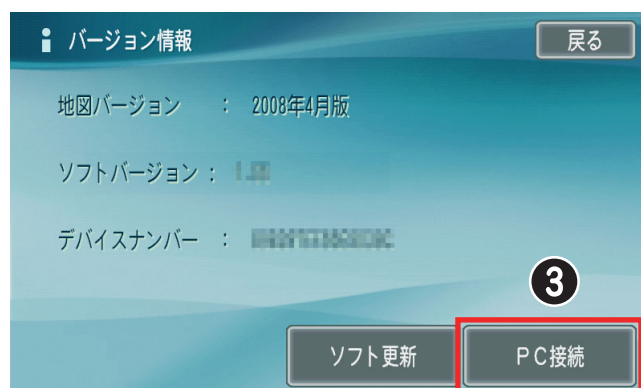 バージョン情報
戻る
地図バージョン : 2008年4月版
ソフトバージョン :
デバイスナンバー :
3
ソフト更新
PC接続